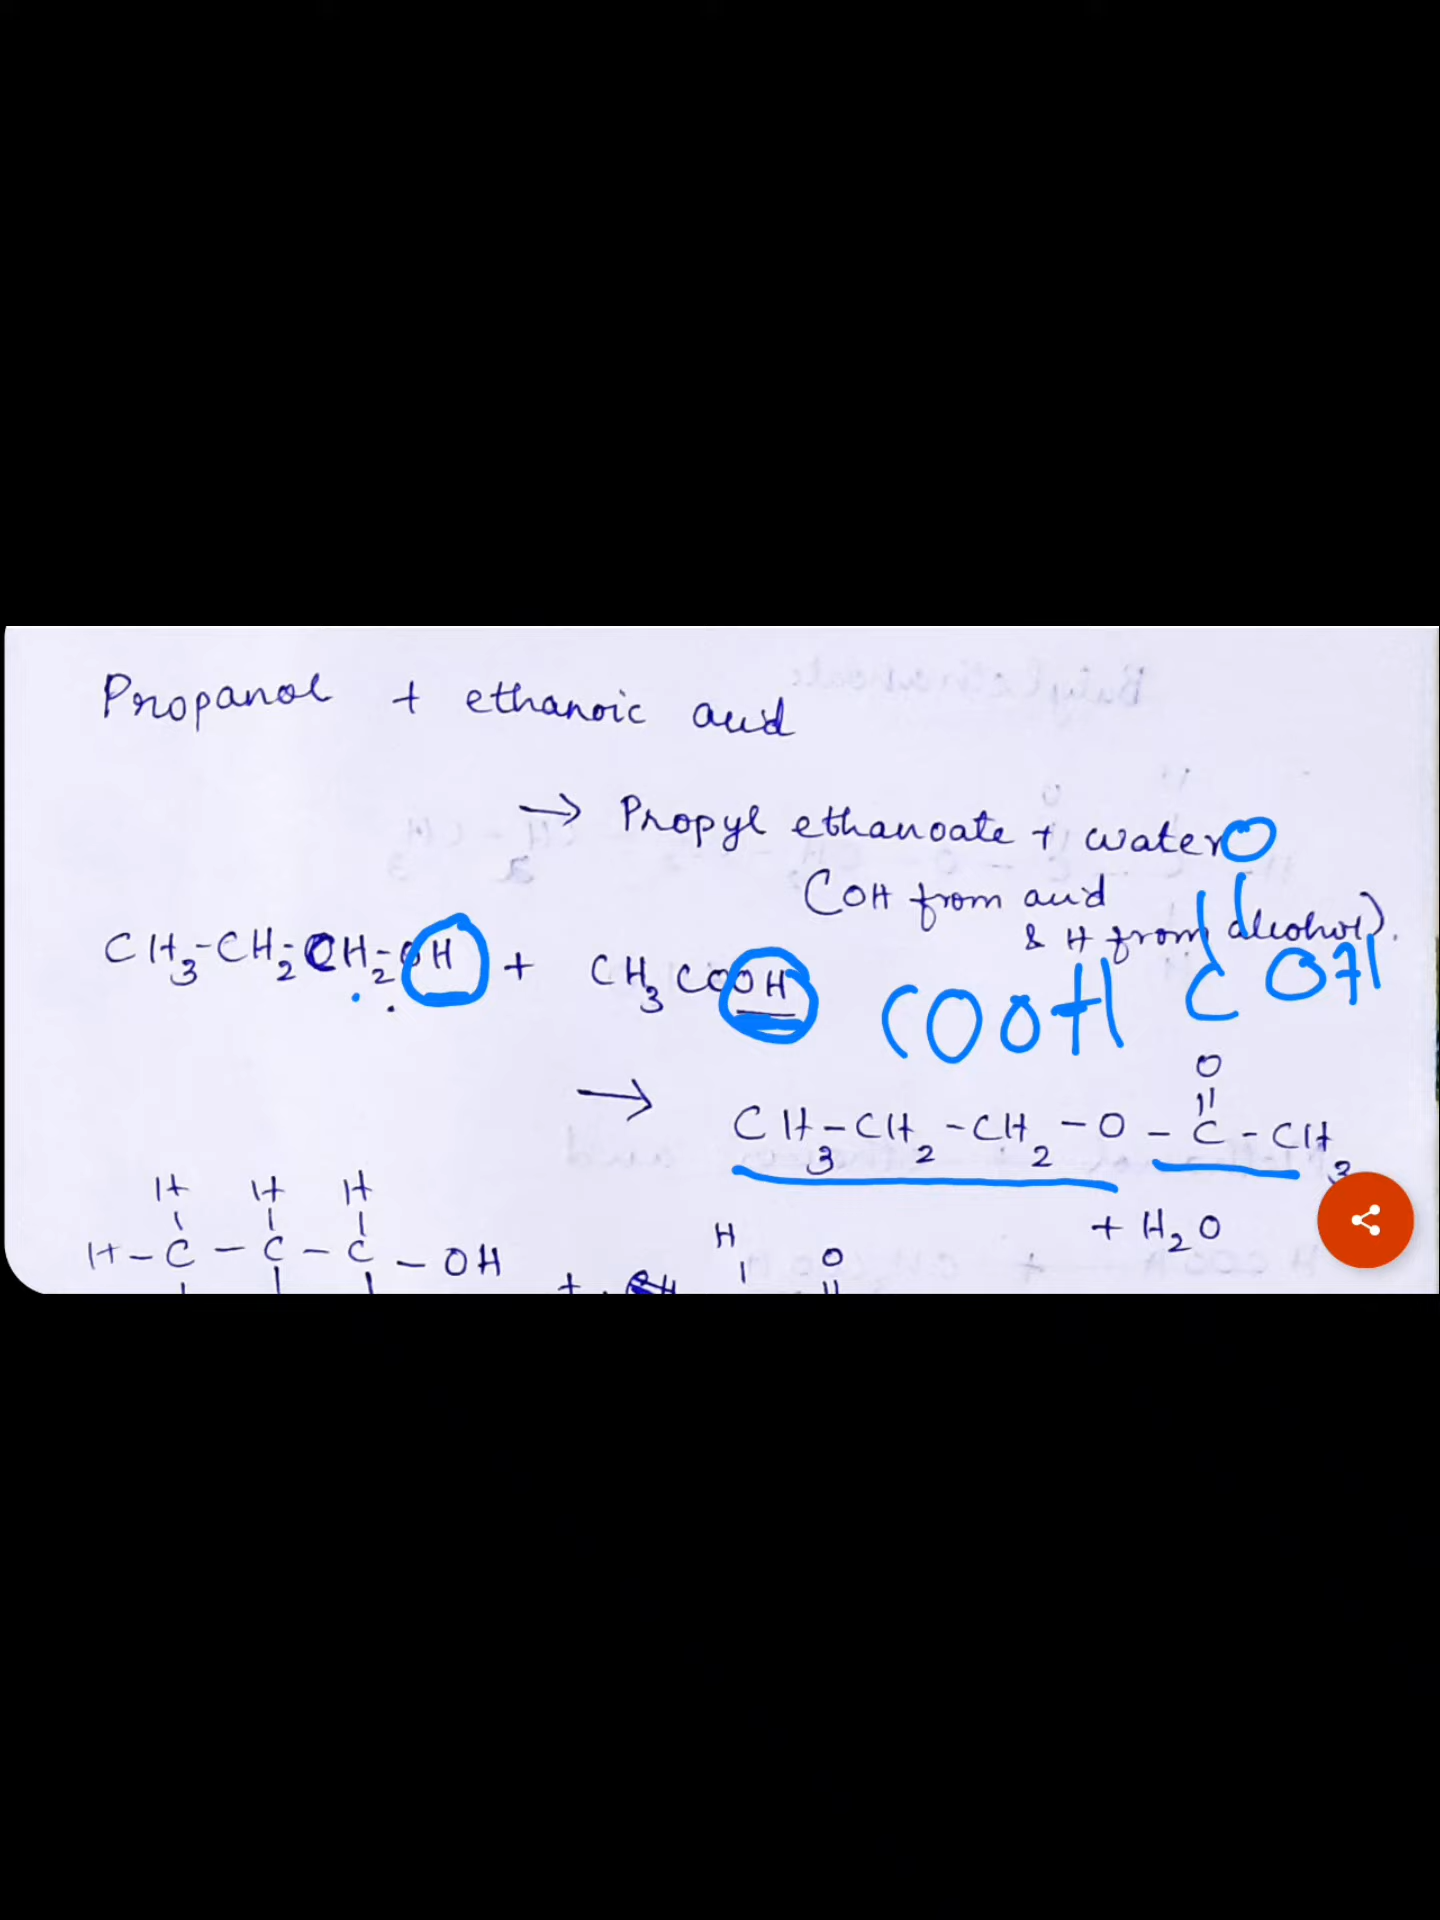 Propanol + ethanoic acid
→ Propyl ethanoate + water
(OH from acid
& H from alcohol).
CH3-CH2-CH2-OH + CH3COOH
COOH
O
||
C OH
→
O
||
CH3-CH2-CH2-O-C-CH3
+ H2O
H H H
| | |
H-C-C-C-OH +
H
|
O
||